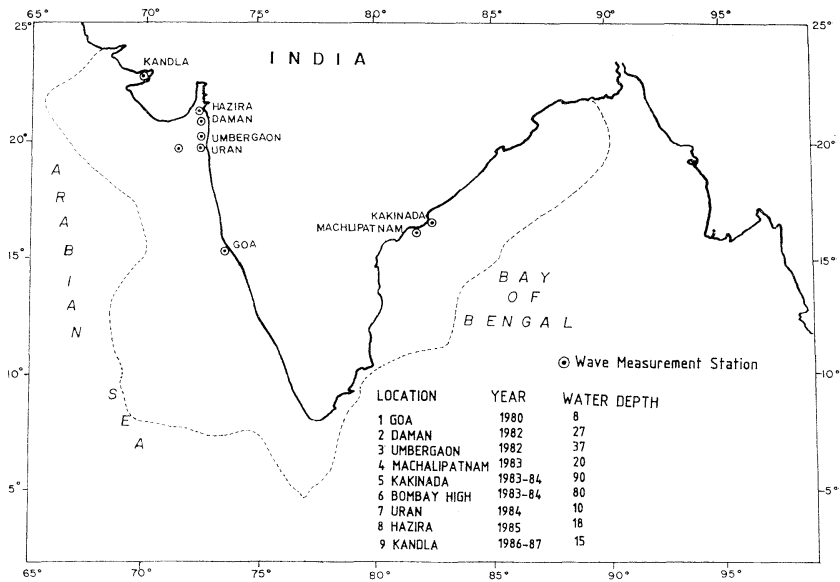 65° 70° 75° 80° 85° 90° 95°
25° 25°
INDIA
KANDLA
HAZIRA
DAMAN
UMBERGAON
URAN
20° 20°
ARABIAN SEA
KAKINADA
MACHLIPATNAM
GOA
15° 15°
BAY
OF
BENGAL
Wave Measurement Station
10° 10°
LOCATION YEAR WATER DEPTH
1 GOA 1980 8
2 DAMAN 1982 27
3 UMBERGAON 1982 37
4 MACHALIPATNAM 1983 20
5 KAKINADA 1983-84 90
6 BOMBAY HIGH 1983-84 80
7 URAN 1984 10
8 HAZIRA 1985 18
9 KANDLA 1986-87 15
5° 5°
65° 70° 75° 80° 85° 90° 95°